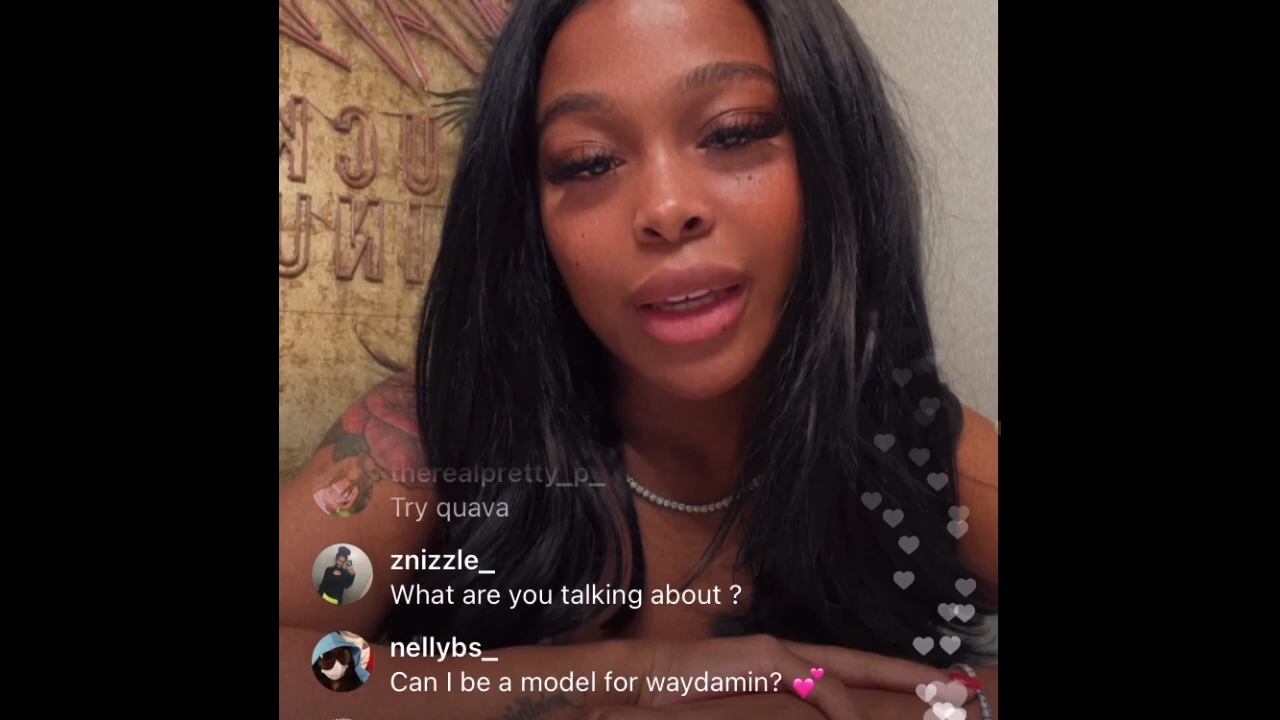 therealpretty_p_
Try quava
znizzle_
What are you talking about ?
nellybs_
Can I be a model for waydamin? 💕